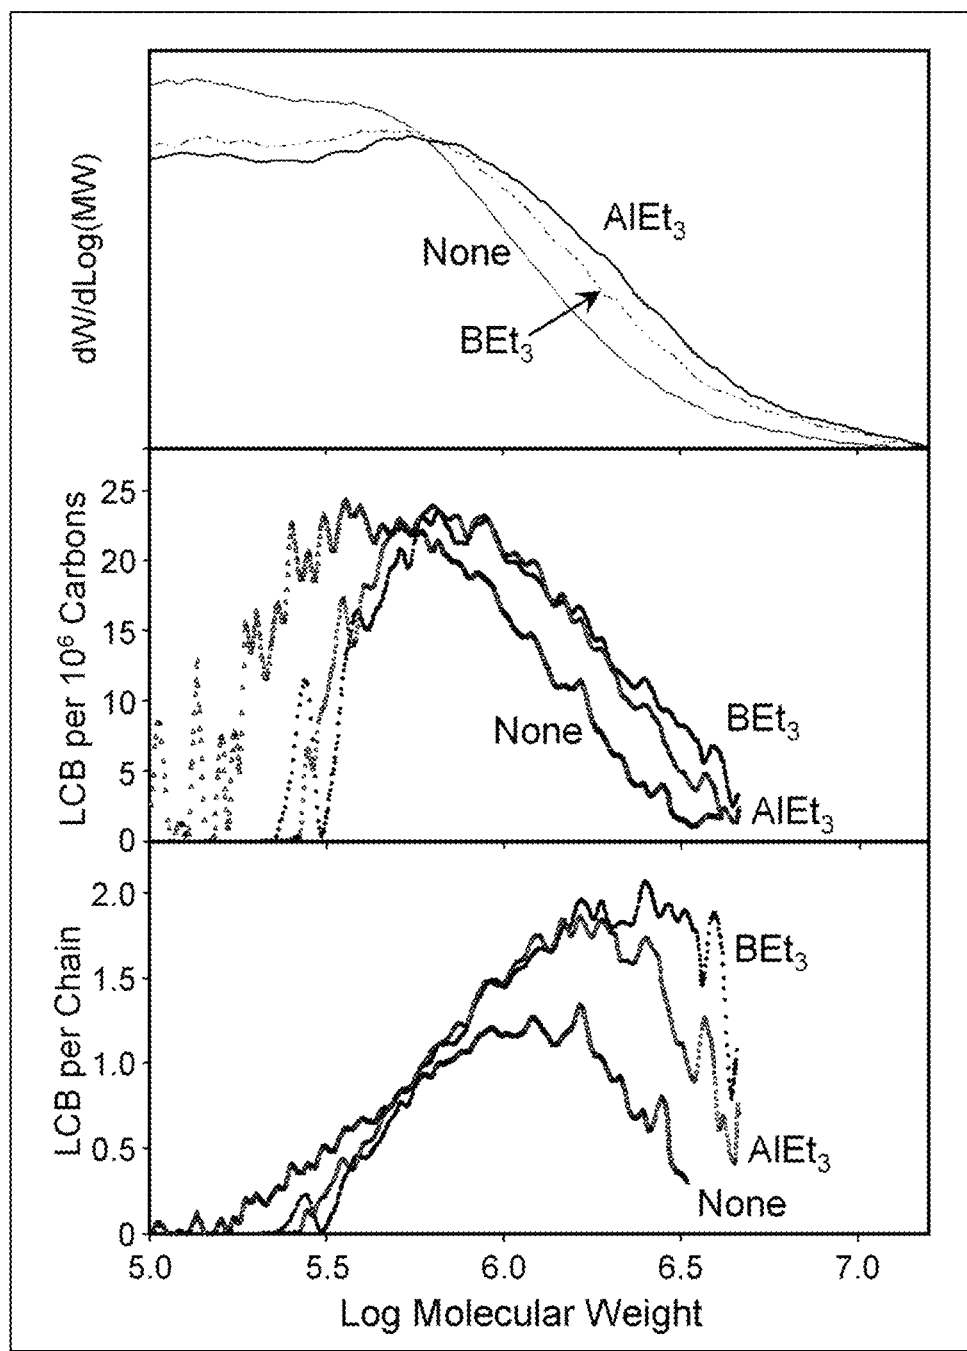 dW/dLog(MW)
AlEt₃
None
BEt₃
LCB per 10⁶ Carbons
25
20
15
10
5
0
None
BEt₃
AlEt₃
LCB per Chain
2.0
1.5
1.0
0.5
0
BEt₃
AlEt₃
None
5.0 5.5 6.0 6.5 7.0
Log Molecular Weight